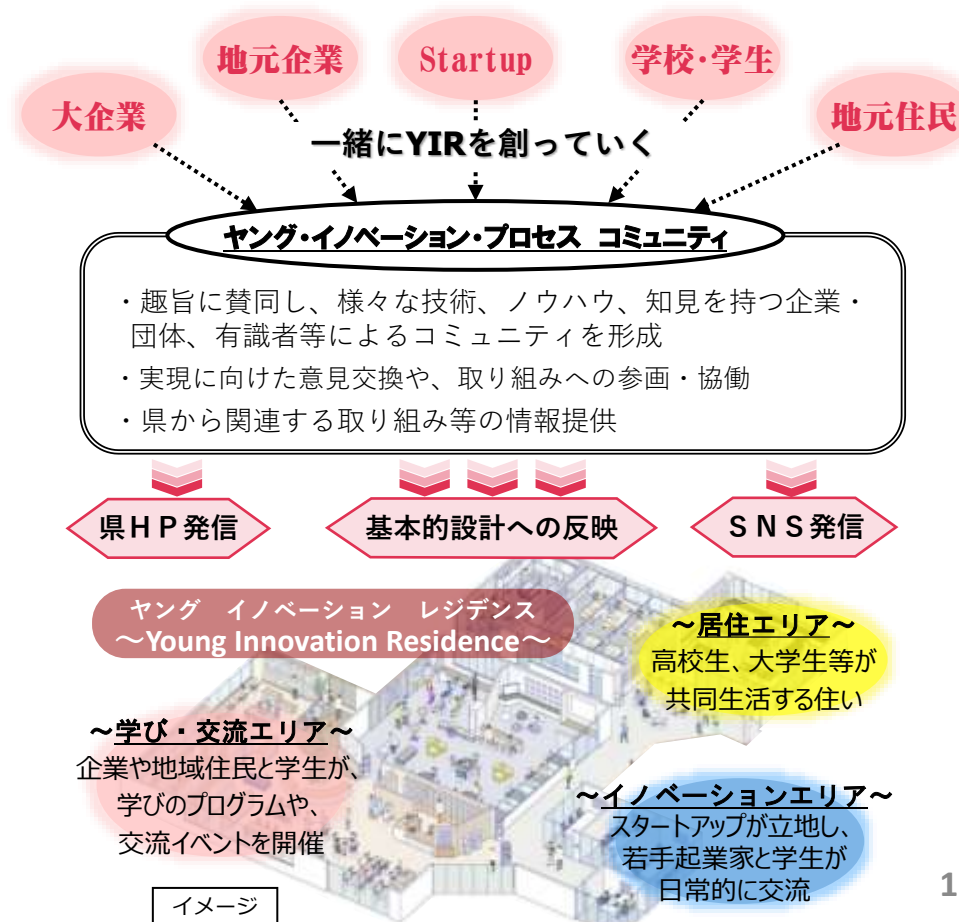 地元企業
Startup
学校・学生
大企業
地元住民
一緒にYIRを創っていく
ヤング・イノベーション・プロセス コミュニティ
・趣旨に賛同し、様々な技術、ノウハウ、知見を持つ企業・
団体、有識者等によるコミュニティを形成
・実現に向けた意見交換や、取り組みへの参画・協働
・県から関連する取り組み等の情報提供
県ＨＰ発信
基本的設計への反映
ＳＮＳ発信
ヤング イノベーション レジデンス
～Young Innovation Residence～
～居住エリア～
高校生、大学生等が
共同生活する住い
～学び・交流エリア～
企業や地域住民と学生が、
学びのプログラムや、
交流イベントを開催
～イノベーションエリア～
スタートアップが立地し、
若手起業家と学生が
日常的に交流
イメージ
1